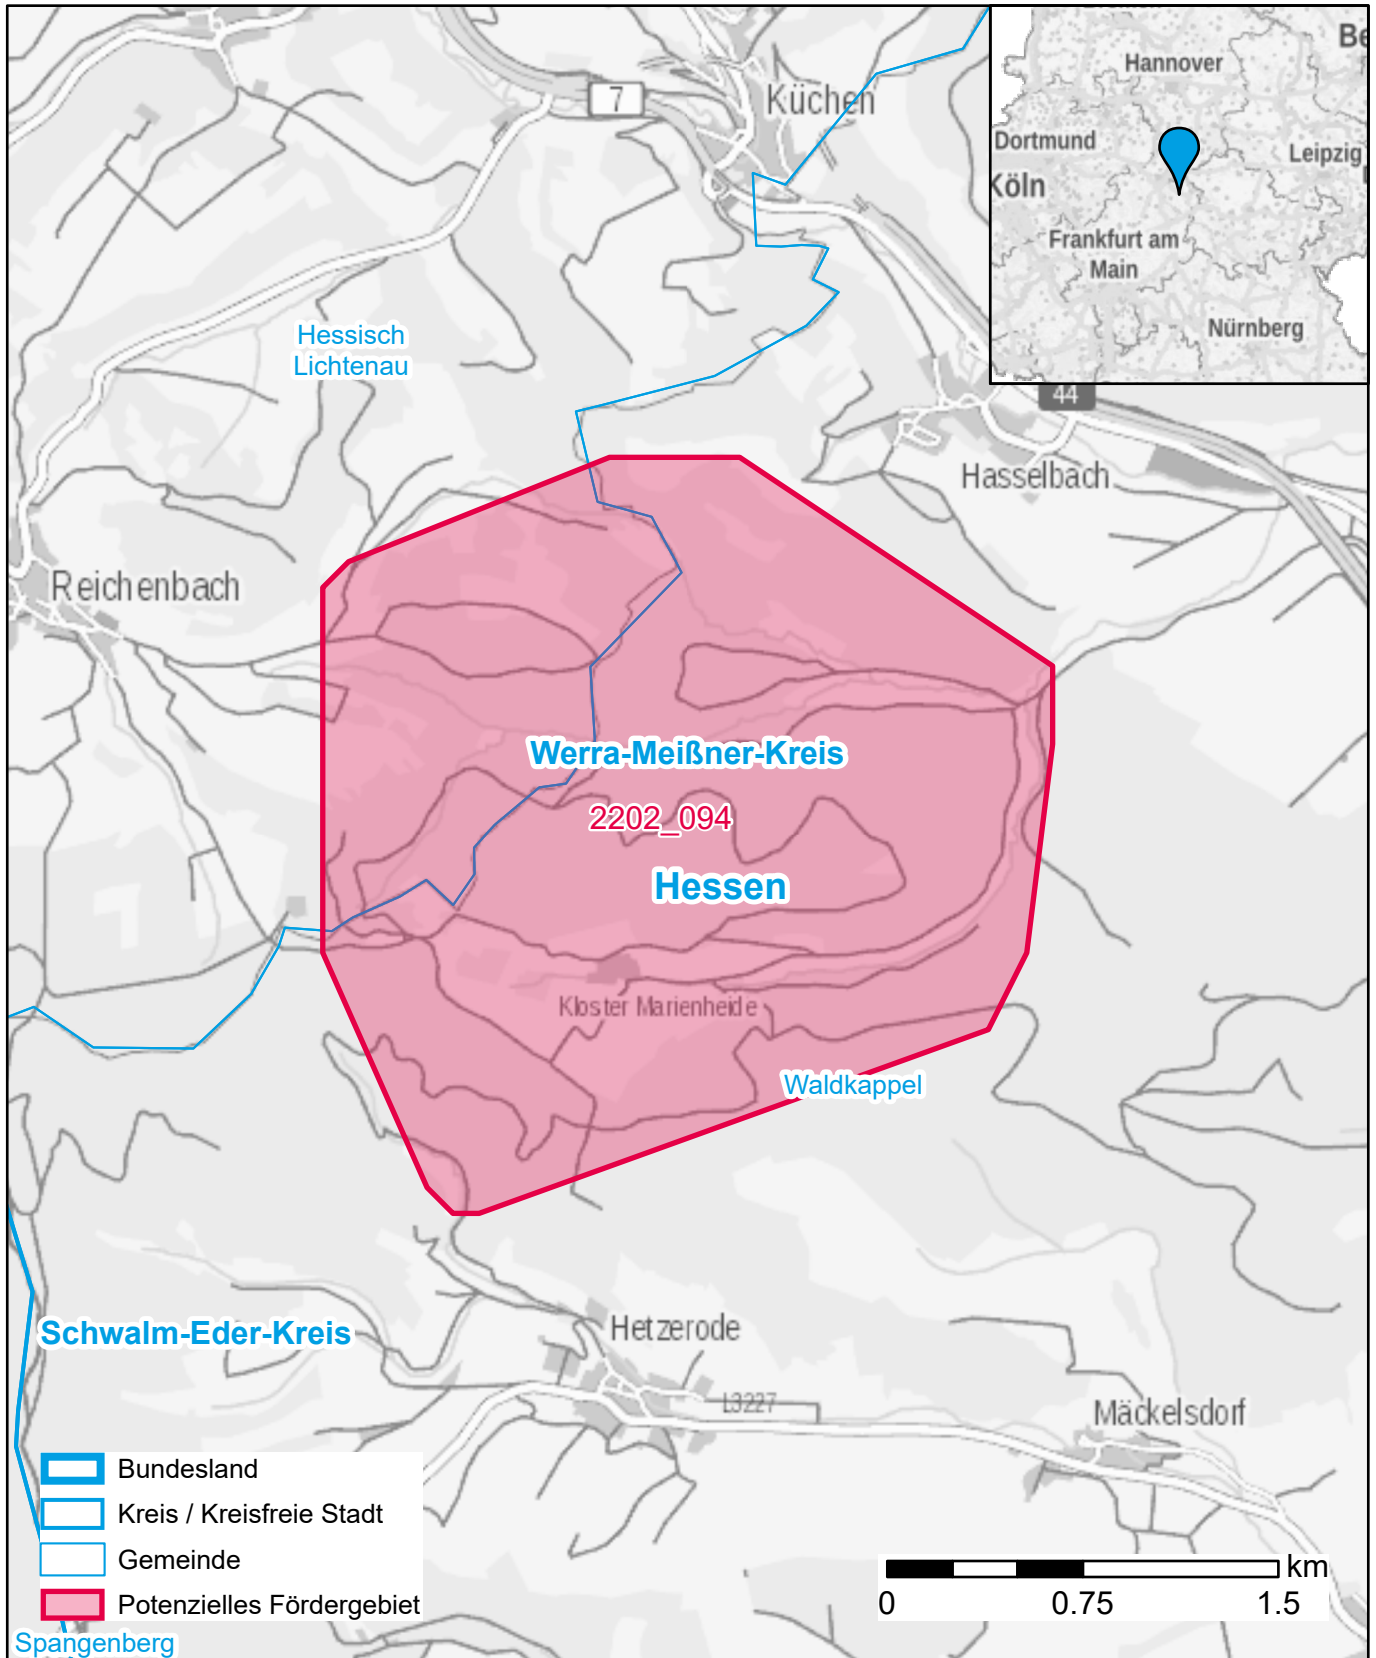 Küchen
7
Hannover
Dortmund
Köln
Leipzig
Frankfurt am
Main
Nürnberg
Hessisch
Lichtenau
44
Hasselbach
Reichenbach
Werra-Meißner-Kreis
2202_094
Hessen
Kloster Marienheide
Waldkappel
Schwalm-Eder-Kreis
Hetzerode
L3227
Mäckelsdorf
Bundesland
Kreis / Kreisfreie Stadt
Gemeinde
Potenzielles Fördergebiet
km
0 0.75 1.5
Spangenberg